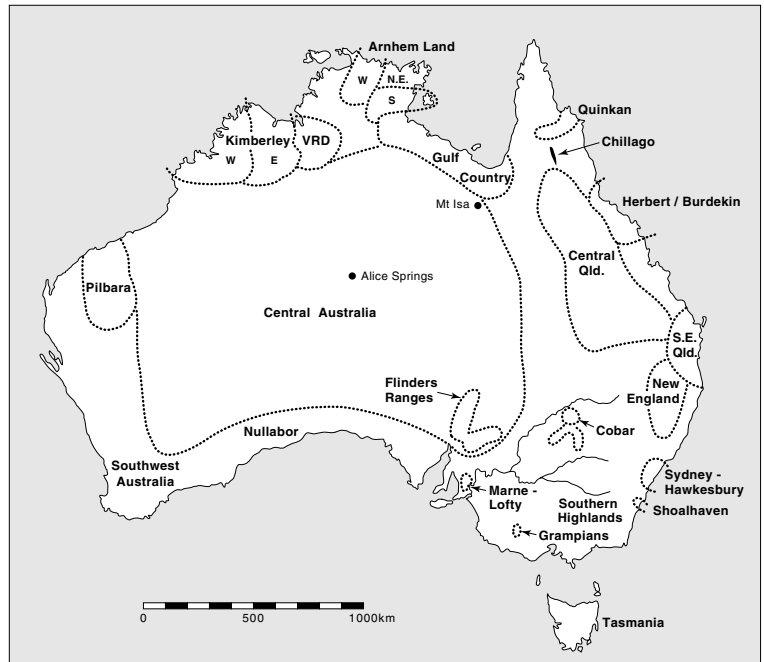 Arnhem Land
W
N.E.
S
Quinkan
Kimberley
VRD
W
E
Chillago
Gulf
Country
Mt Isa
Herbert / Burdekin
Central
Qld.
Alice Springs
Pilbara
Central Australia
S.E.
Qld.
Flinders
Ranges
New
England
Nullabor
Cobar
Southwest
Australia
Sydney -
Hawkesbury
Marne -
Lofty
Southern
Highlands
Shoalhaven
Grampians
0
500
1000km
Tasmania